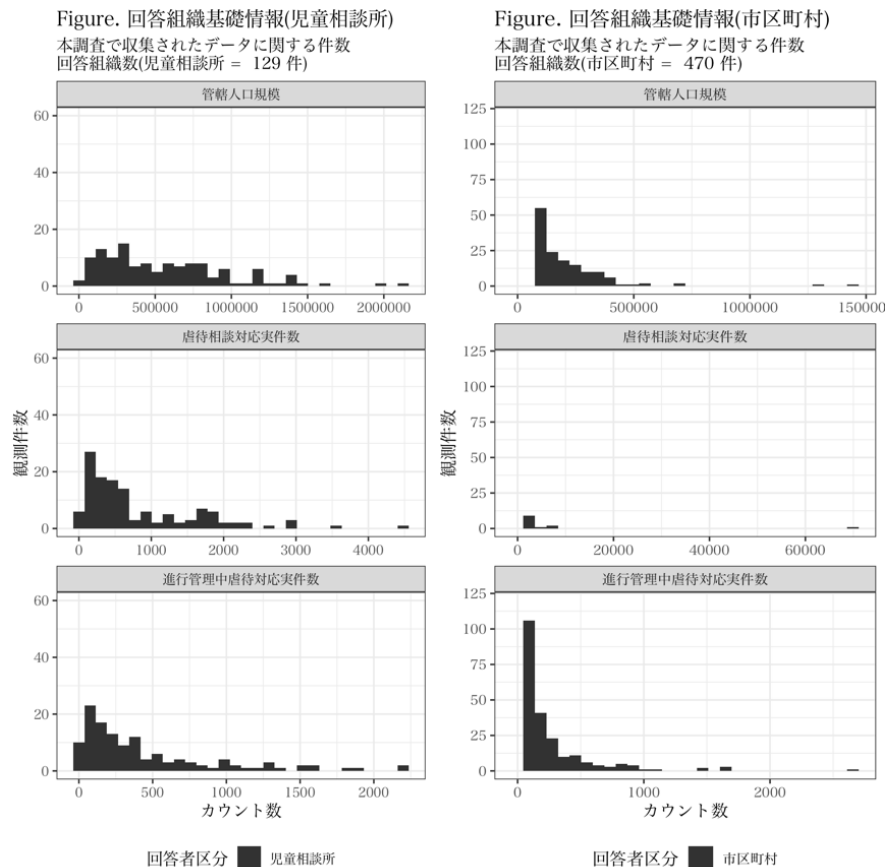 Figure. 回答組織基礎情報(児童相談所)
本調査で収集されたデータに関する件数
回答組織数(児童相談所 = 129 件)
管轄人口規模
60
40
20
0
0 500000 1000000 1500000 2000000
虐待相談対応実件数
60
40
20
0
0 1000 2000 3000 4000
進行管理中虐待対応実件数
60
40
20
0
0 500 1000 1500 2000
観測件数
カウント数
回答者区分 児童相談所
Figure. 回答組織基礎情報(市区町村)
本調査で収集されたデータに関する件数
回答組織数(市区町村 = 470 件)
管轄人口規模
125
100
75
50
25
0
0 500000 1000000 150000
虐待相談対応実件数
125
100
75
50
25
0
0 20000 40000 60000
進行管理中虐待対応実件数
125
100
75
50
25
0
0 1000 2000
観測件数
カウント数
回答者区分 市区町村